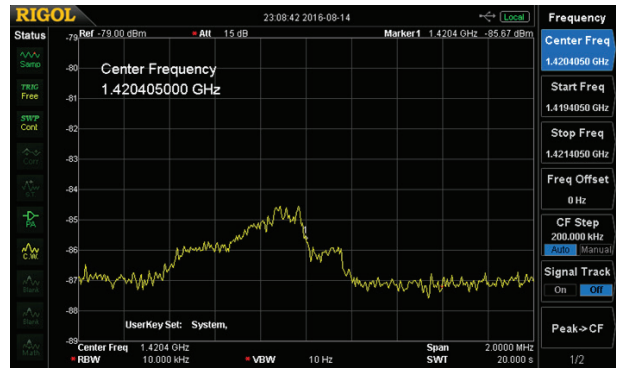 RIGOL
23:08:42 2016-08-14
Local
Frequency
Status
Ref -79.00 dBm
Att 15 dB
Marker1 1.4204 GHz -85.67 dBm
-79
-80
-81
-82
-83
-84
-85
-86
-87
-88
-89
Center Frequency
1.420405000 GHz
UserKey Set: System,
Samp
TRIG
Free
SWP
Cont
Corr
PA
C.W.
Blank
Blank
Math
Center Freq
1.4204050 GHz
Start Freq
1.4194050 GHz
Stop Freq
1.4214050 GHz
Freq Offset
0 Hz
CF Step
200.000 kHz
Auto Manual
Signal Track
On Off
Peak->CF
1/2
Center Freq 1.4204 GHz
Span 2.0000 MHz
RBW 10.000 kHz
VBW 10 Hz
SWT 20.000 s